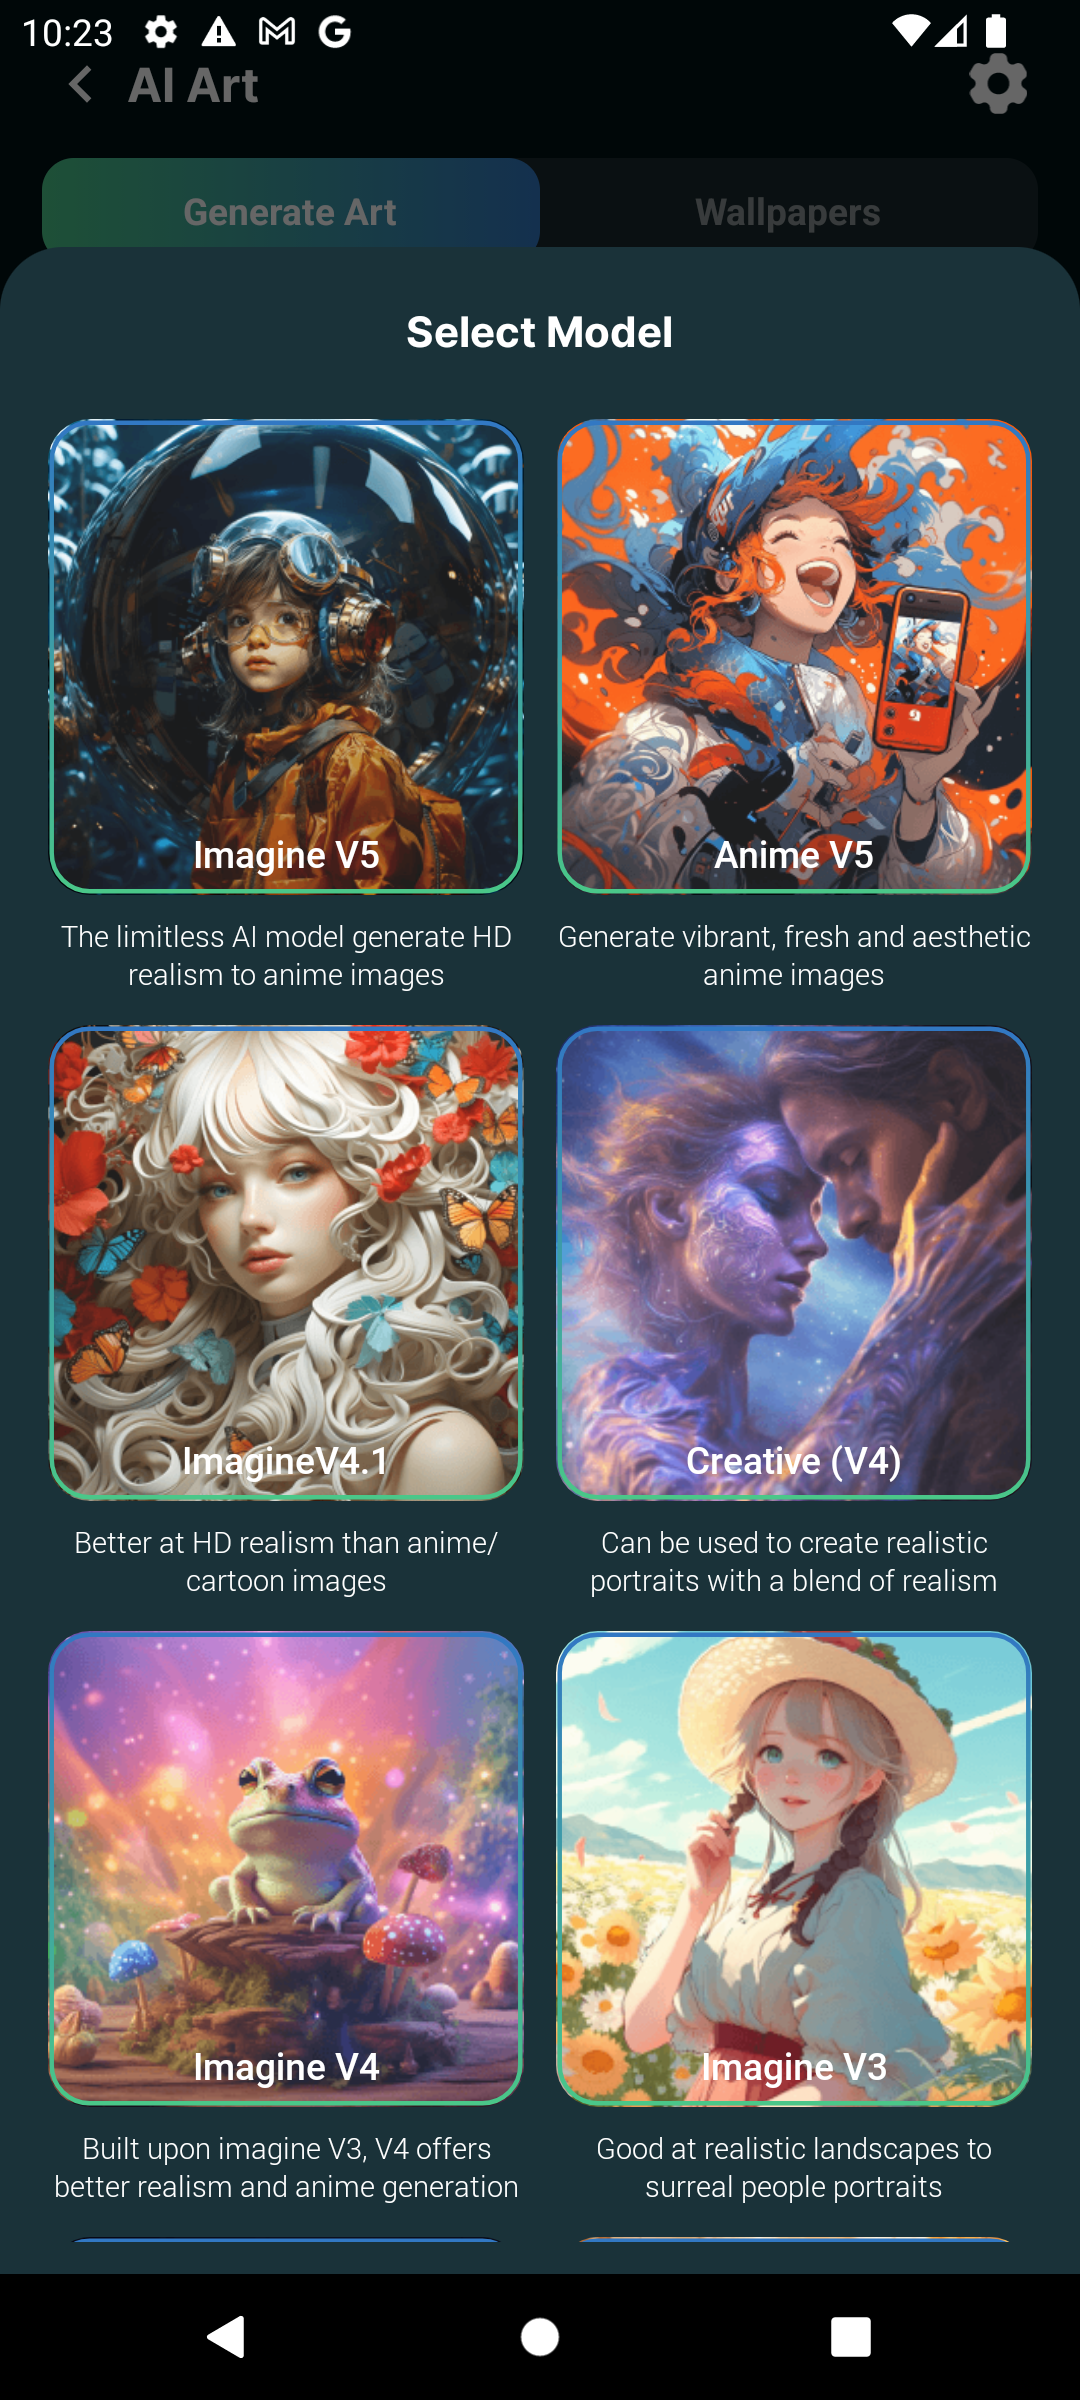 10:23
AI Art
Generate Art
Wallpapers
Select Model
Imagine V5
Anime V5
The limitless AI model generate HD
realism to anime images
Generate vibrant, fresh and aesthetic
anime images
ImagineV4.1
Creative (V4)
Better at HD realism than anime/
cartoon images
Can be used to create realistic
portraits with a blend of realism
Imagine V4
Imagine V3
Built upon imagine V3, V4 offers
better realism and anime generation
Good at realistic landscapes to
surreal people portraits